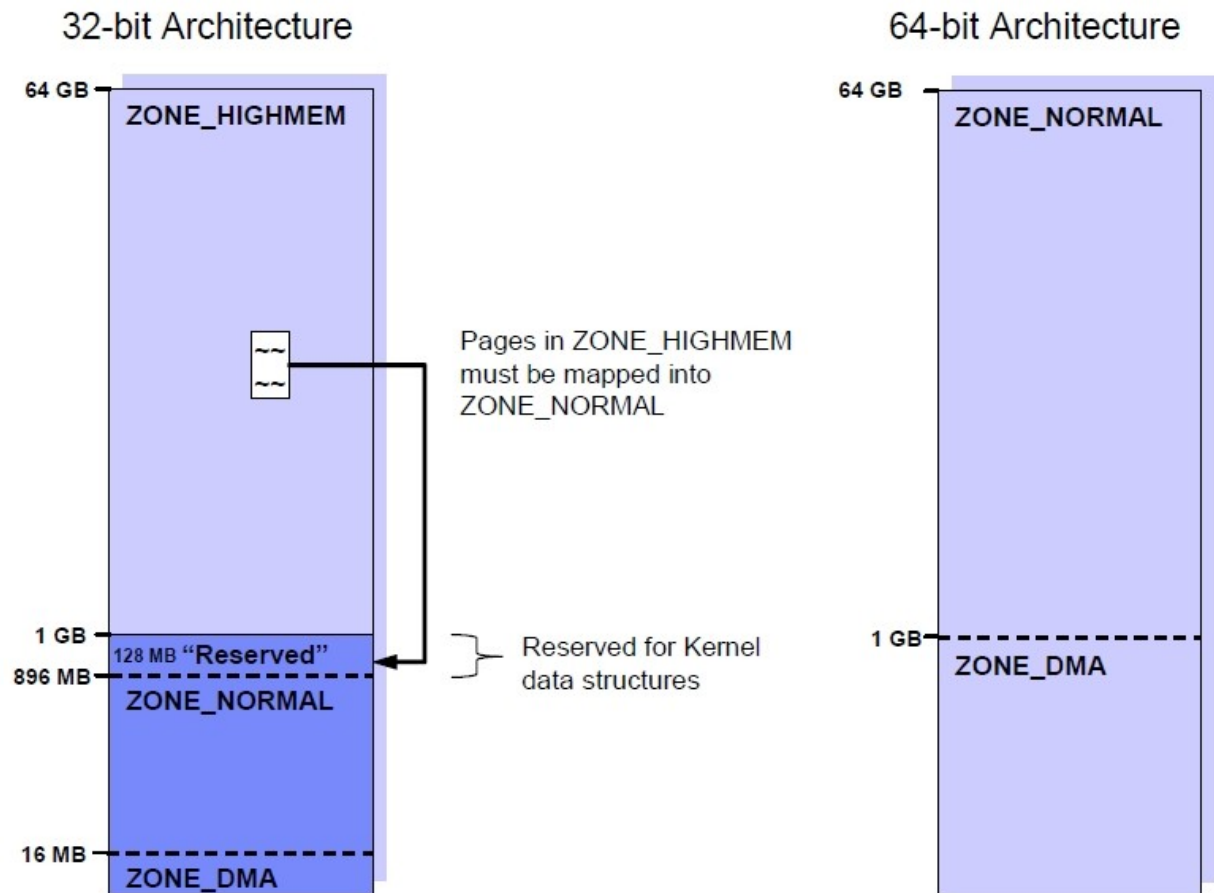 32-bit Architecture
64-bit Architecture
64 GB
ZONE_HIGHMEM
64 GB
ZONE_NORMAL
~~
~~
Pages in ZONE_HIGHMEM
must be mapped into
ZONE_NORMAL
1 GB
128 MB “Reserved”
896 MB
ZONE_NORMAL
Reserved for Kernel
data structures
1 GB
ZONE_DMA
16 MB
ZONE_DMA